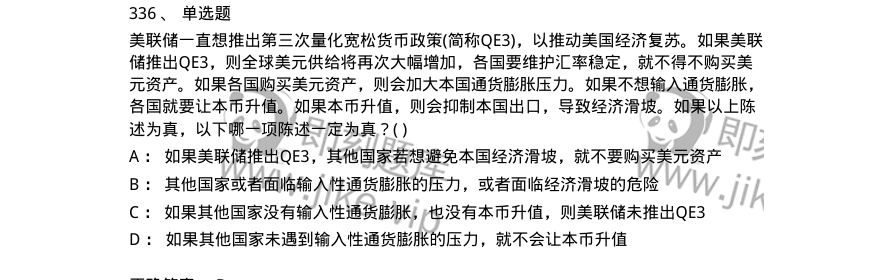 336、 单选题
美联储一直想推出第三次量化宽松货币政策(简称QE3)，以推动美国经济复苏。如果美联
储推出QE3，则全球美元供给将再次大幅增加，各国要维护汇率稳定，就不得不购买美
元资产。如果各国购买美元资产，则会加大本国通货膨胀压力。如果不想输入通货膨胀，
各国就要让本币升值。如果本币升值，则会抑制本国出口，导致经济滑坡。如果以上陈
述为真，以下哪一项陈述一定为真？( )
A： 如果美联储推出QE3，其他国家若想避免本国经济滑坡，就不要购买美元资产
B： 其他国家或者面临输入性通货膨胀的压力，或者面临经济滑坡的危险
C： 如果其他国家没有输入性通货膨胀，也没有本币升值，则美联储未推出QE3
D： 如果其他国家未遇到输入性通货膨胀的压力，就不会让本币升值
即刻题库
www.jike.vip
即刻
www.jik